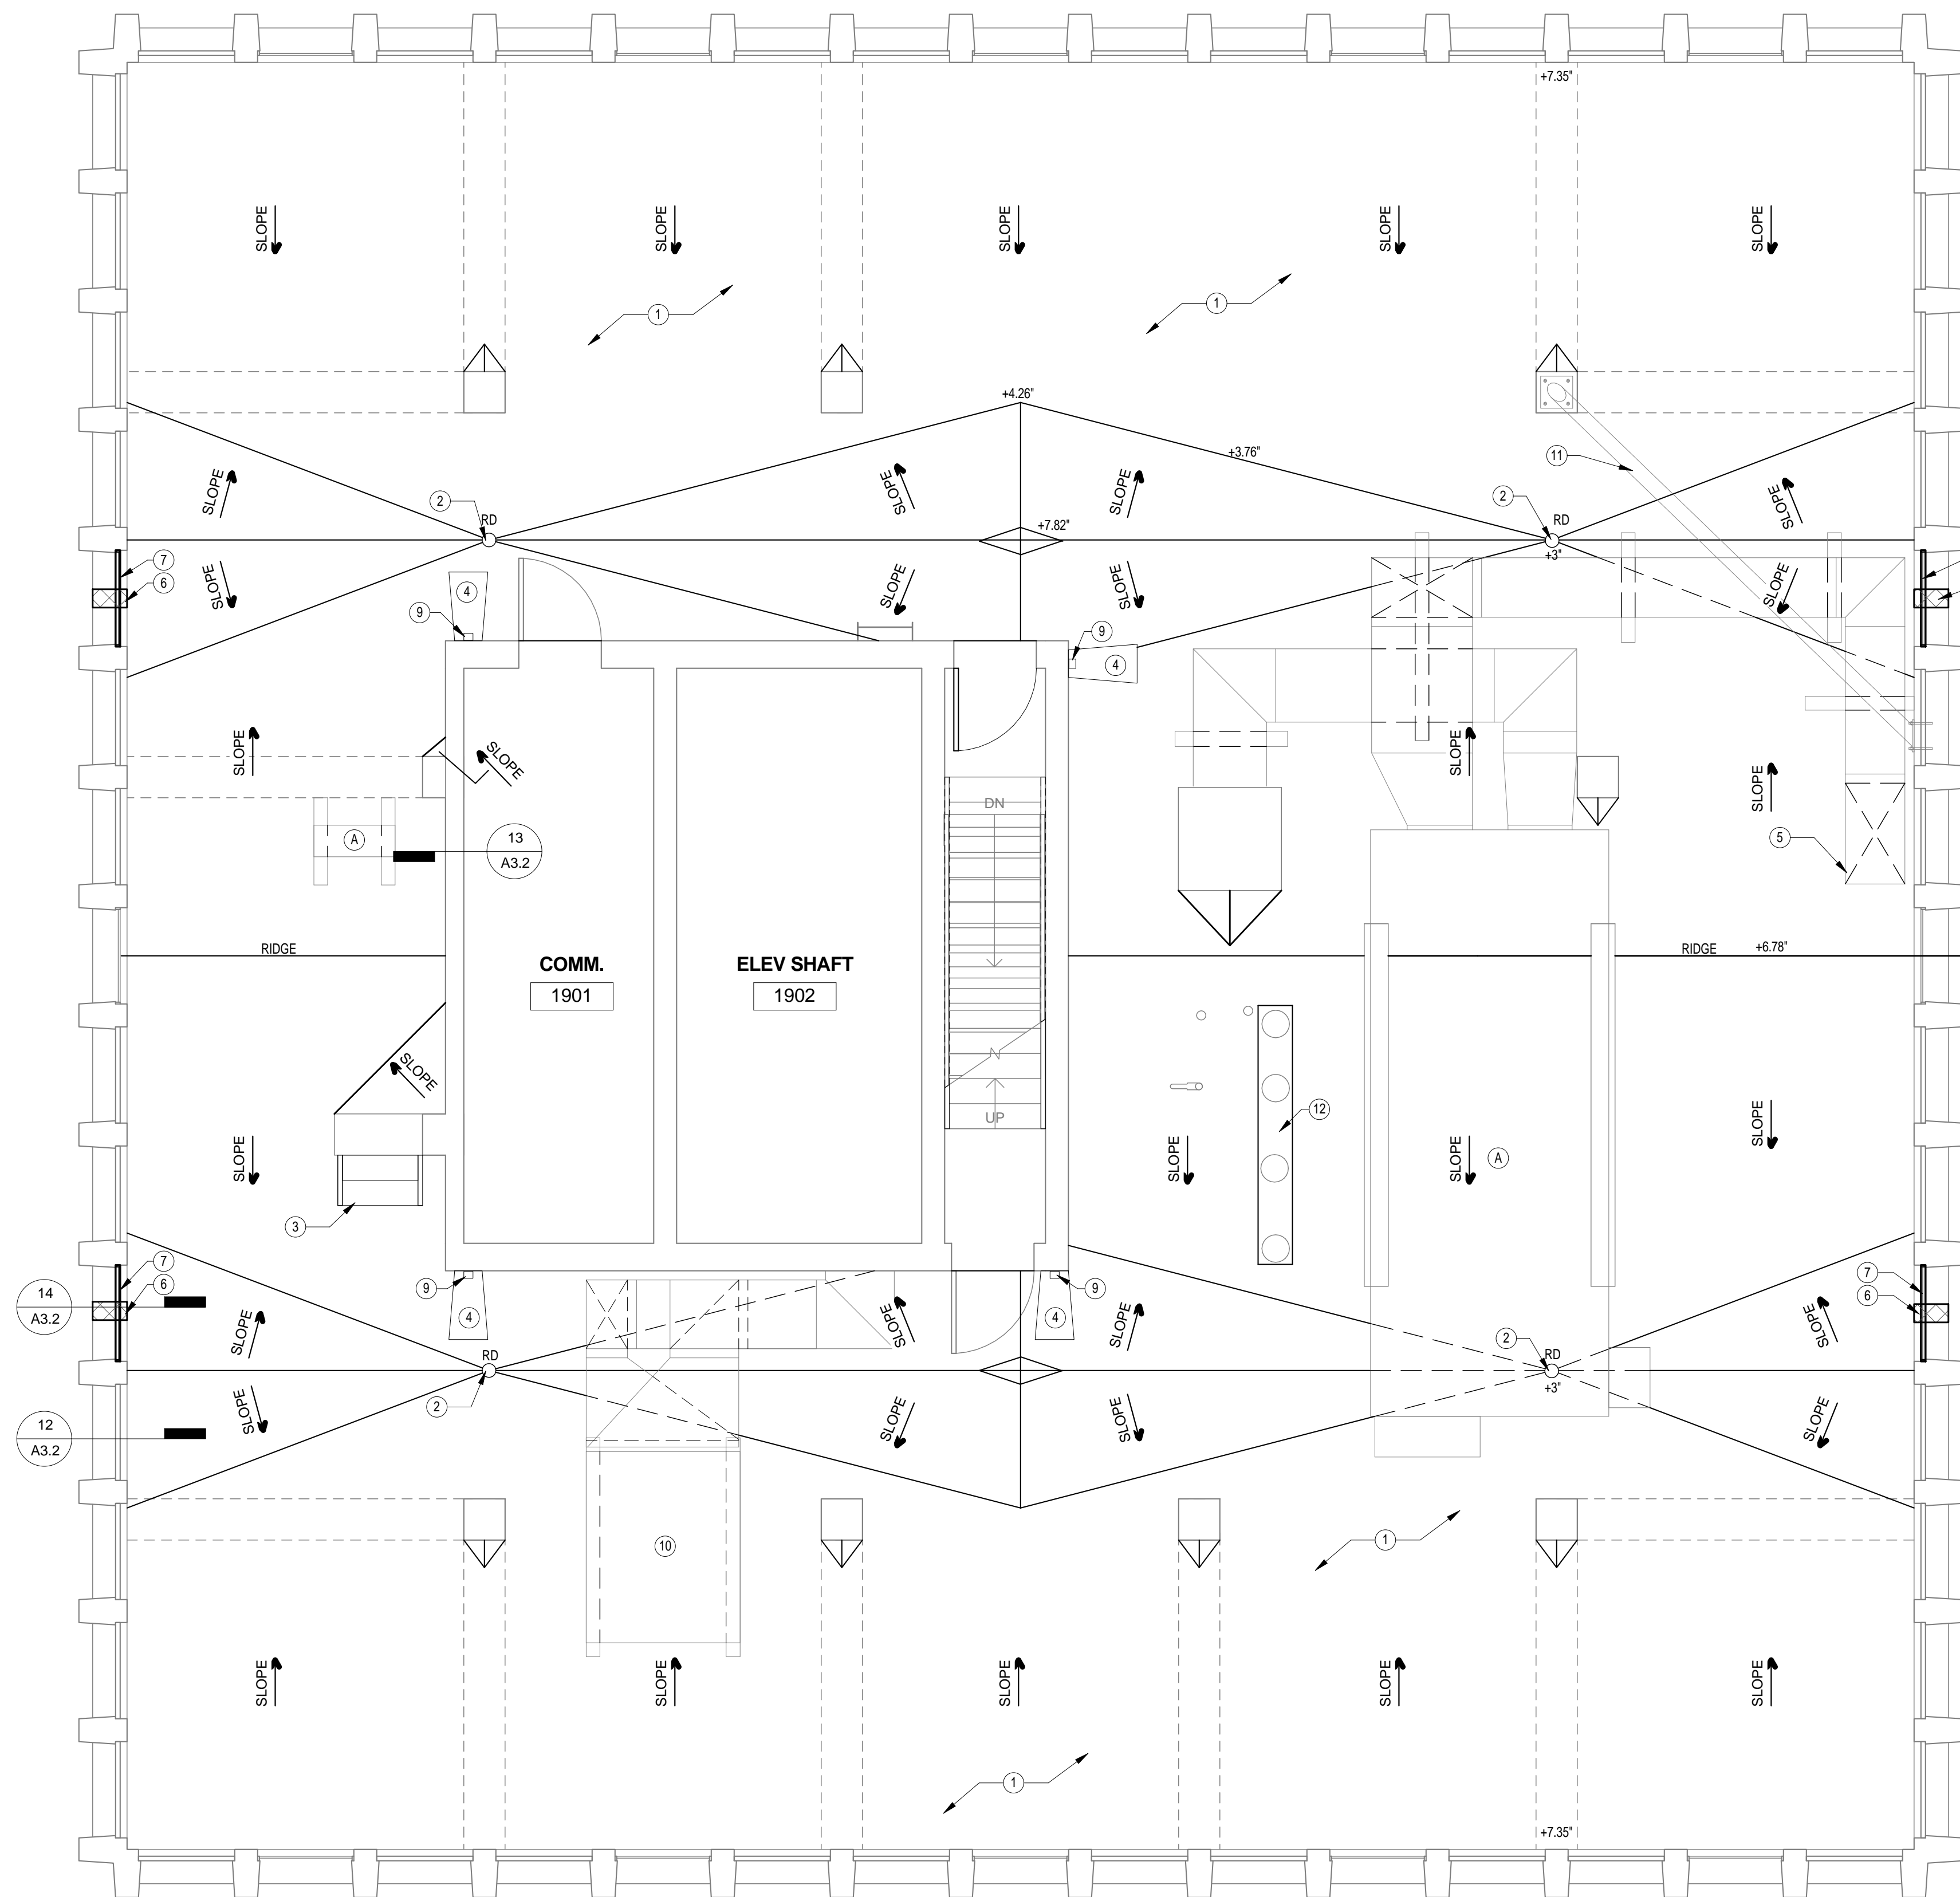 +7.35"
SLOPE
SLOPE
SLOPE
SLOPE
SLOPE
1
1
+4.26"
+3.76"
11
SLOPE
SLOPE
SLOPE
SLOPE
2
RD
2
RD
+7.82"
+3"
7
6
SLOPE
SLOPE
SLOPE
SLOPE
4
9
9
4
SLOPE
SLOPE
SLOPE
SLOPE
DN
A
13
A3.2
5
RIDGE
RIDGE
+6.78"
COMM.
1901
ELEV SHAFT
1902
SLOPE
N
12
UP
SLOPE
SLOPE
SLOPE
A
SLOPE
3
7
6
14
A3.2
9
4
9
4
7
6
SLOPE
SLOPE
SLOPE
SLOPE
RD
2
2
RD
+3"
SLOPE
SLOPE
SLOPE
SLOPE
12
A3.2
10
1
SLOPE
SLOPE
SLOPE
SLOPE
SLOPE
1
+7.35"